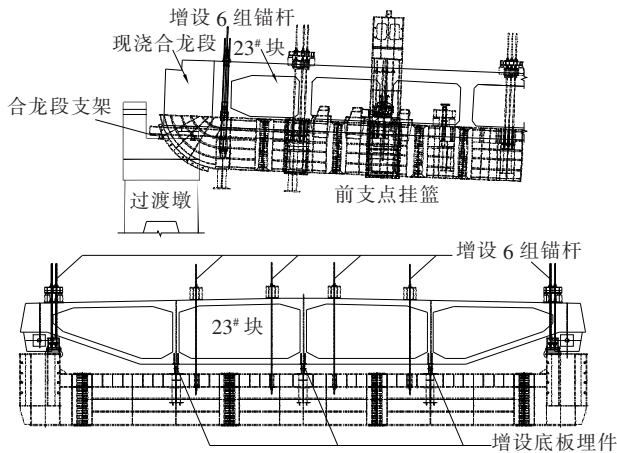 增设 6 组锚杆
现浇合龙段
23# 块
合龙段支架
过渡墩
前支点挂篮
增设 6 组锚杆
23# 块
增设底板埋件